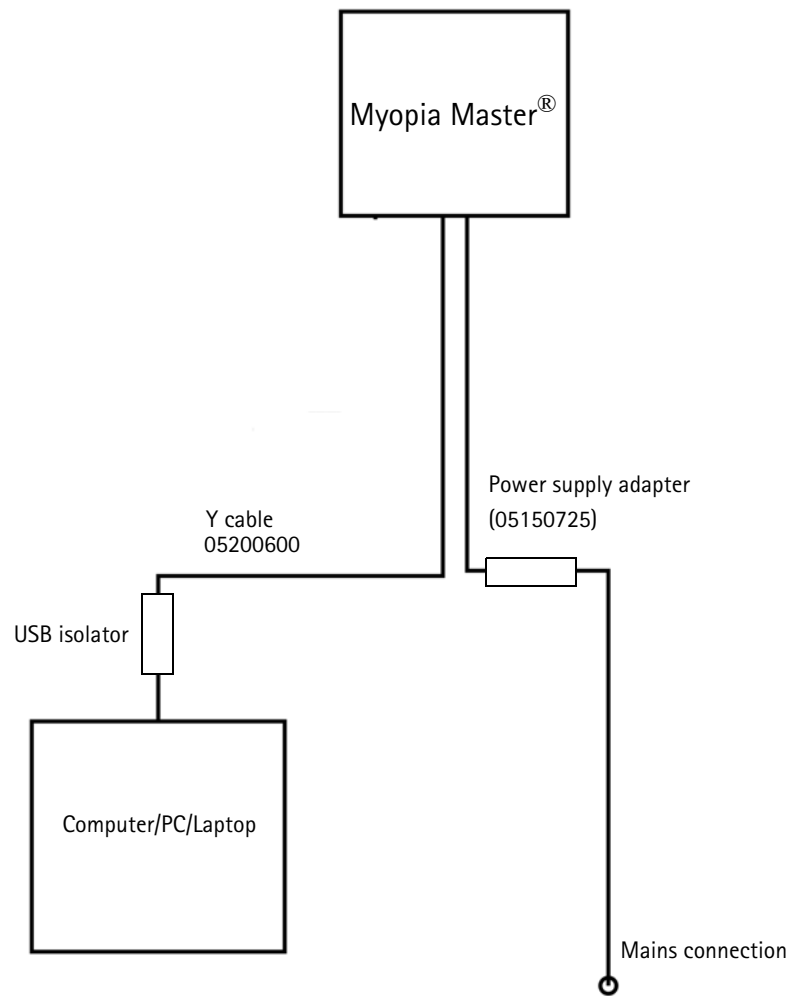 Myopia Master®
Power supply adapter
(05150725)
Y cable
05200600
USB isolator
Computer/PC/Laptop
Mains connection